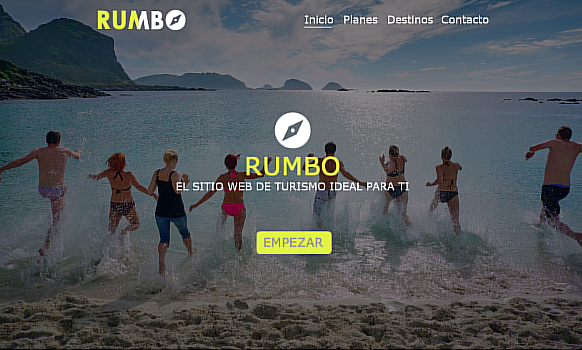 RUMBO
Inicio Planes Destinos Contacto
RUMBO
EL SITIO WEB DE TURISMO IDEAL PARA TI
EMPEZAR